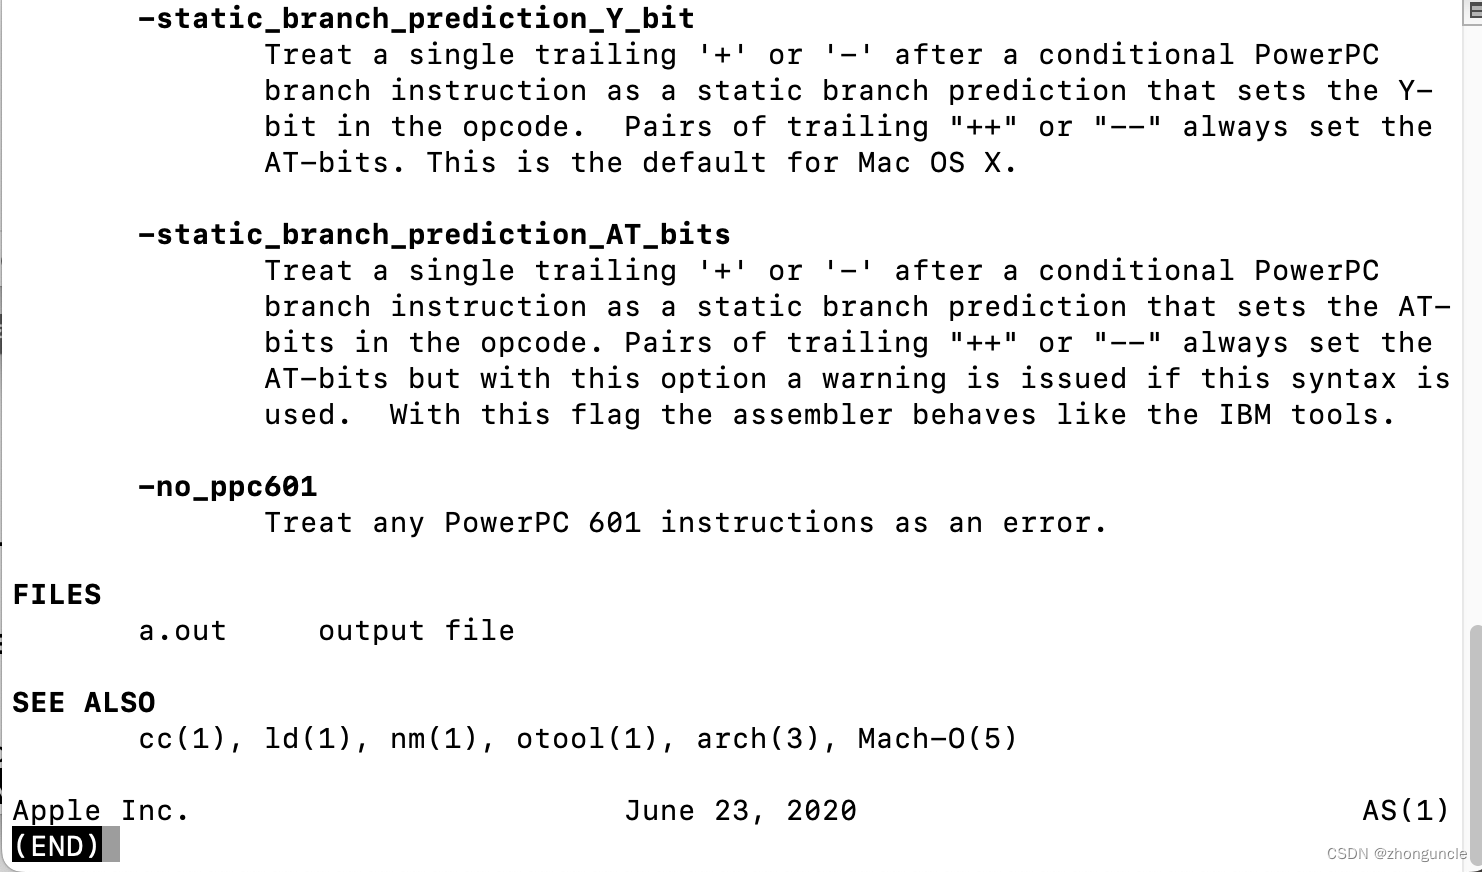 -static_branch_prediction_Y_bit
Treat a single trailing '+' or '-' after a conditional PowerPC
branch instruction as a static branch prediction that sets the Y-
bit in the opcode.  Pairs of trailing "++" or "--" always set the
AT-bits. This is the default for Mac OS X.
-static_branch_prediction_AT_bits
Treat a single trailing '+' or '-' after a conditional PowerPC
branch instruction as a static branch prediction that sets the AT-
bits in the opcode. Pairs of trailing "++" or "--" always set the
AT-bits but with this option a warning is issued if this syntax is
used.  With this flag the assembler behaves like the IBM tools.
-no_ppc601
Treat any PowerPC 601 instructions as an error.
FILES
a.out     output file
SEE ALSO
cc(1), ld(1), nm(1), otool(1), arch(3), Mach-O(5)
Apple Inc.                        June 23, 2020                            AS(1)
(END)
CSDN @zhonguncle